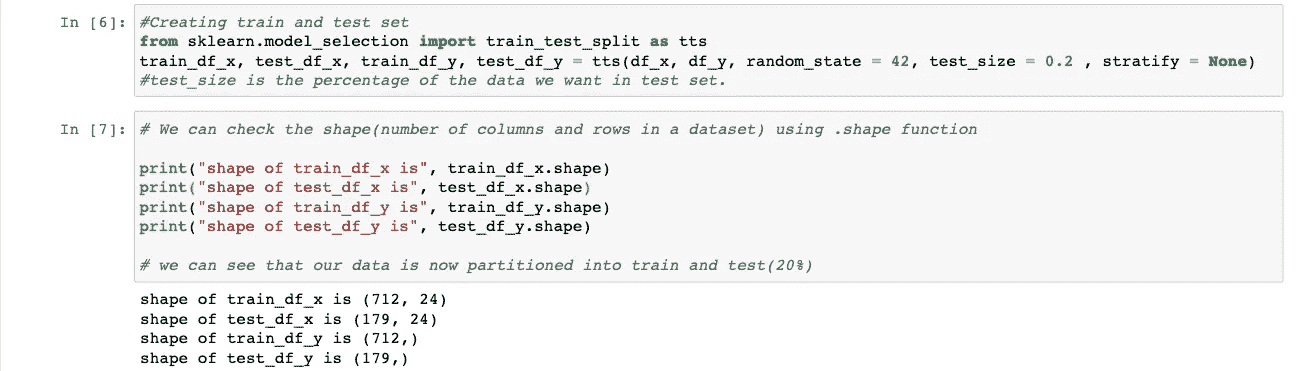 In [6]: #Creating train and test set
from sklearn.model_selection import train_test_split as tts
train_df_x, test_df_x, train_df_y, test_df_y = tts(df_x, df_y, random_state = 42, test_size = 0.2 , stratify = None)
#test_size is the percentage of the data we want in test set.
In [7]: # We can check the shape(number of columns and rows in a dataset) using .shape function
print("shape of train_df_x is", train_df_x.shape)
print("shape of test_df_x is", test_df_x.shape)
print("shape of train_df_y is", train_df_y.shape)
print("shape of test_df_y is", test_df_y.shape)
# we can see that our data is now partitioned into train and test(20%)
shape of train_df_x is (712, 24)
shape of test_df_x is (179, 24)
shape of train_df_y is (712,)
shape of test_df_y is (179,)